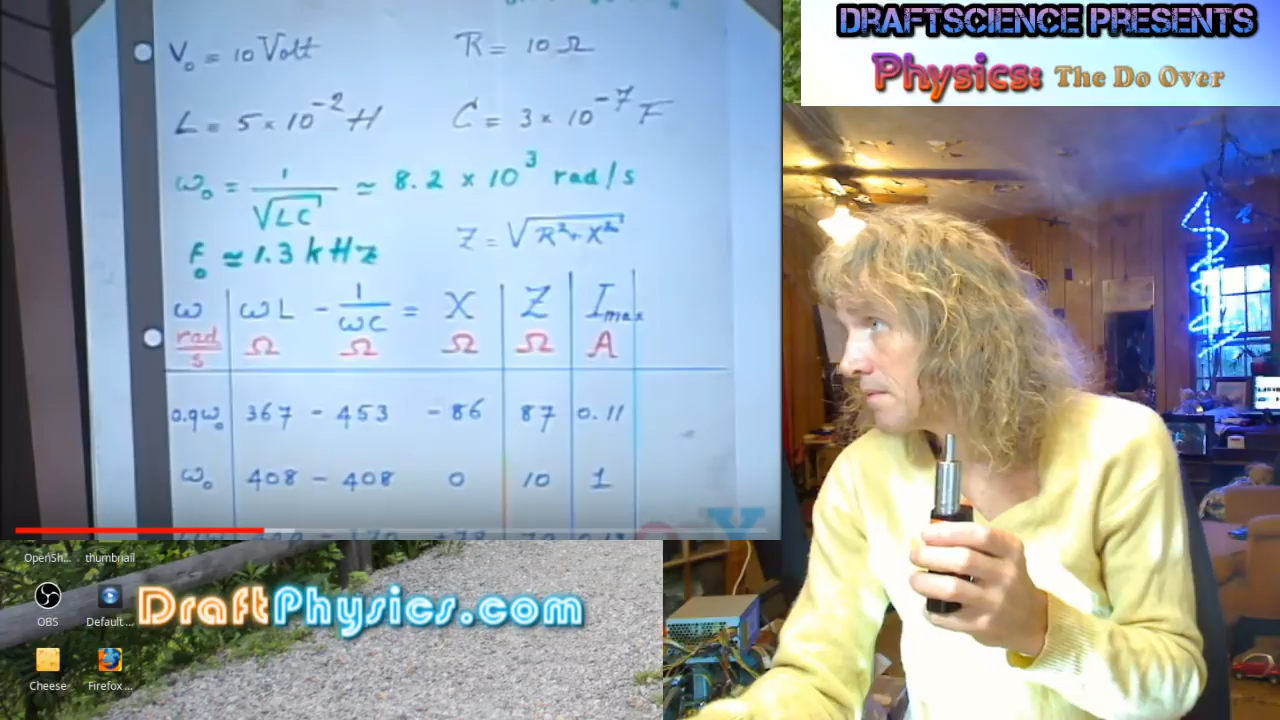 V₀ = 10 Volt
R = 10 Ω
L = 5 × 10⁻² H
C = 3 × 10⁻⁷ F
ω₀ = 1/√LC ≃ 8.2 × 10³ rad/s
F₀ ≃ 1.3 kHz
Z = √R² + X²
ω | ωL - 1/ωC = X | Z | I max
rad/s | Ω Ω Ω | Ω | A
0.9ω₀ | 367 - 453 - 86 | 87 | 0.11
ω₀ | 408 - 408 0 | 10 | 1
DRAFTSCIENCE PRESENTS
Physics: The Do Over
OpenSh... thumbnail
OBS Default ...
Cheese Firefox ...
DraftPhysics.com